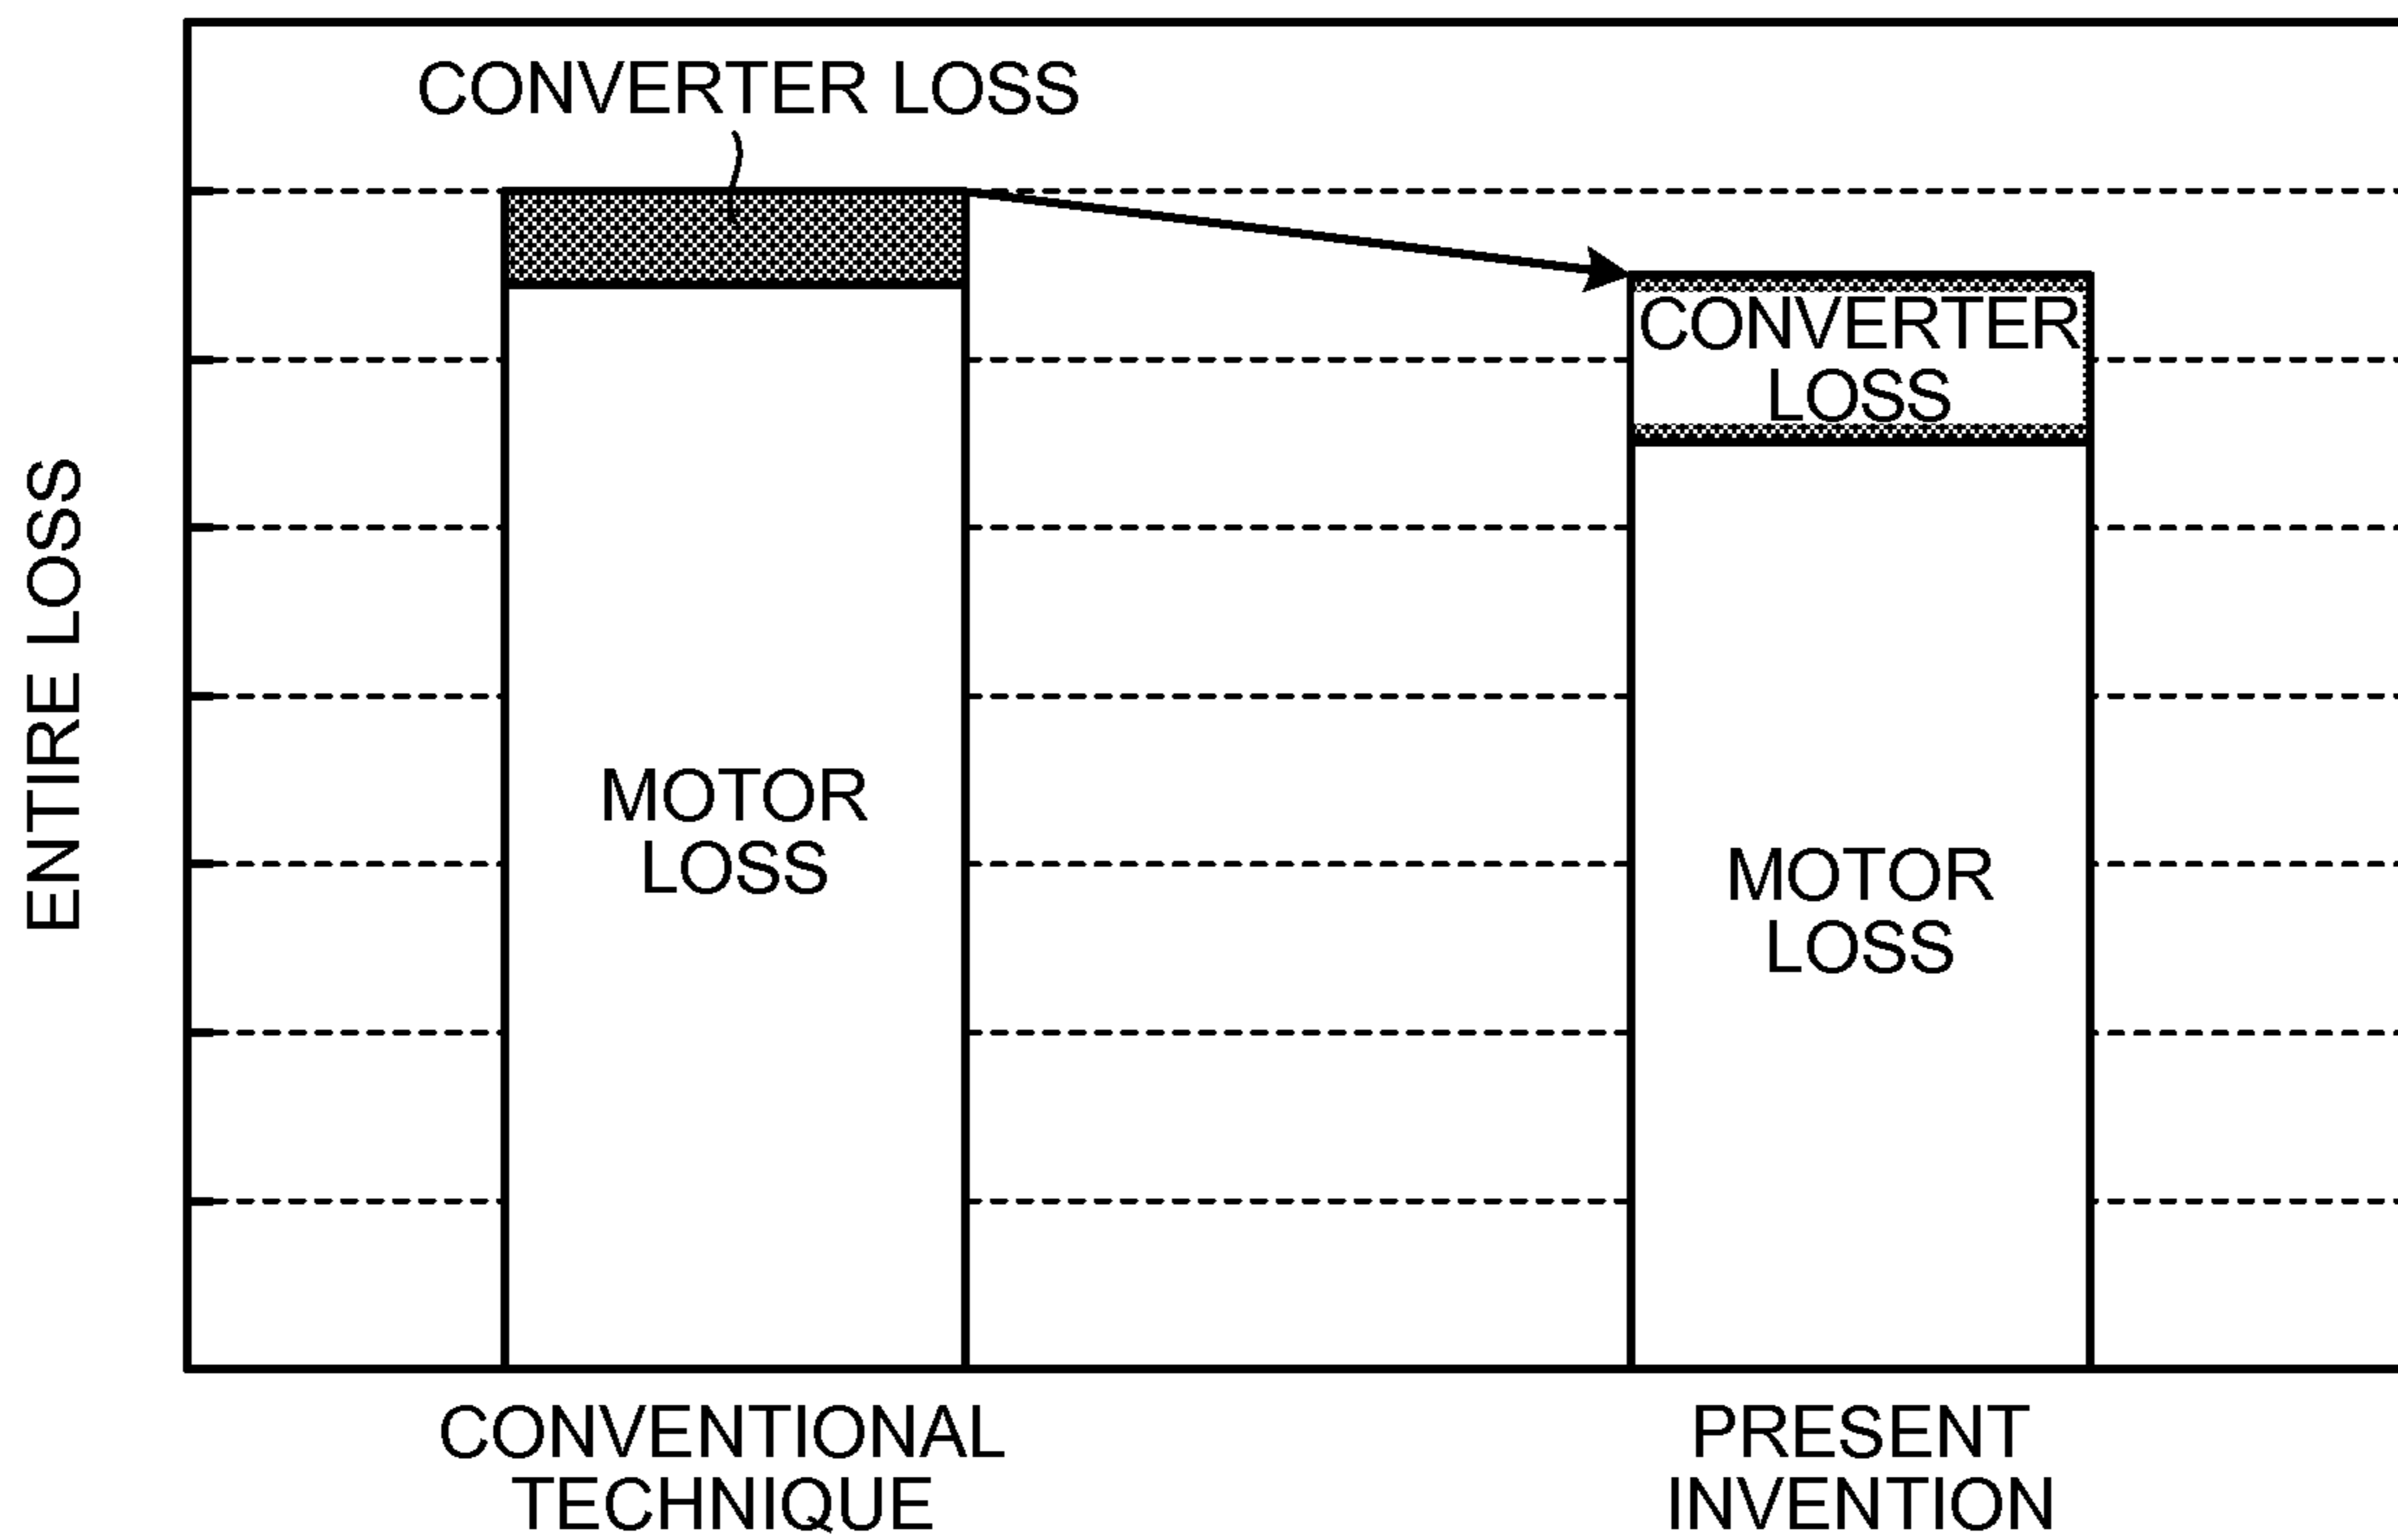 CONVERTER LOSS
CONVERTER
LOSS
ENTIRE LOSS
MOTOR
LOSS
MOTOR
LOSS
CONVENTIONAL
TECHNIQUE
PRESENT
INVENTION